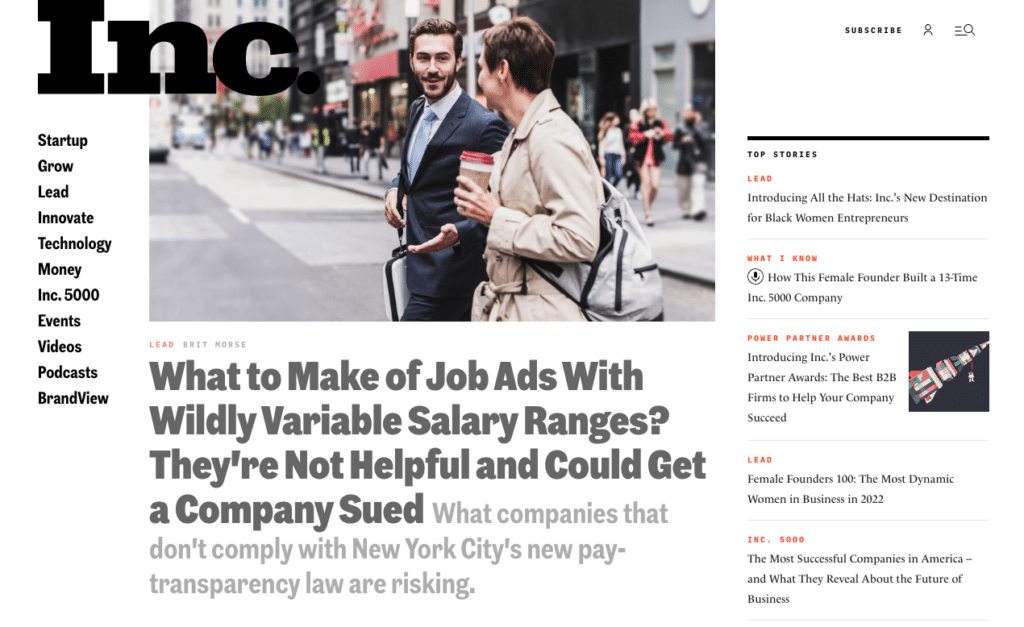 Inc.
SUBSCRIBE
Startup
Grow
Lead
Innovate
Technology
Money
Inc. 5000
Events
Videos
Podcasts
BrandView
LEAD BRIT MORSE
What to Make of Job Ads With
Wildly Variable Salary Ranges?
They're Not Helpful and Could Get
a Company Sued What companies that
don't comply with New York City's new pay-
transparency law are risking.
TOP STORIES
LEAD
Introducing All the Hats: Inc.'s New Destination
for Black Women Entrepreneurs
WHAT I KNOW
How This Female Founder Built a 13-Time
Inc. 5000 Company
POWER PARTNER AWARDS
Introducing Inc.'s Power
Partner Awards: The Best B2B
Firms to Help Your Company
Succeed
LEAD
Female Founders 100: The Most Dynamic
Women in Business in 2022
INC. 5000
The Most Successful Companies in America –
and What They Reveal About the Future of
Business